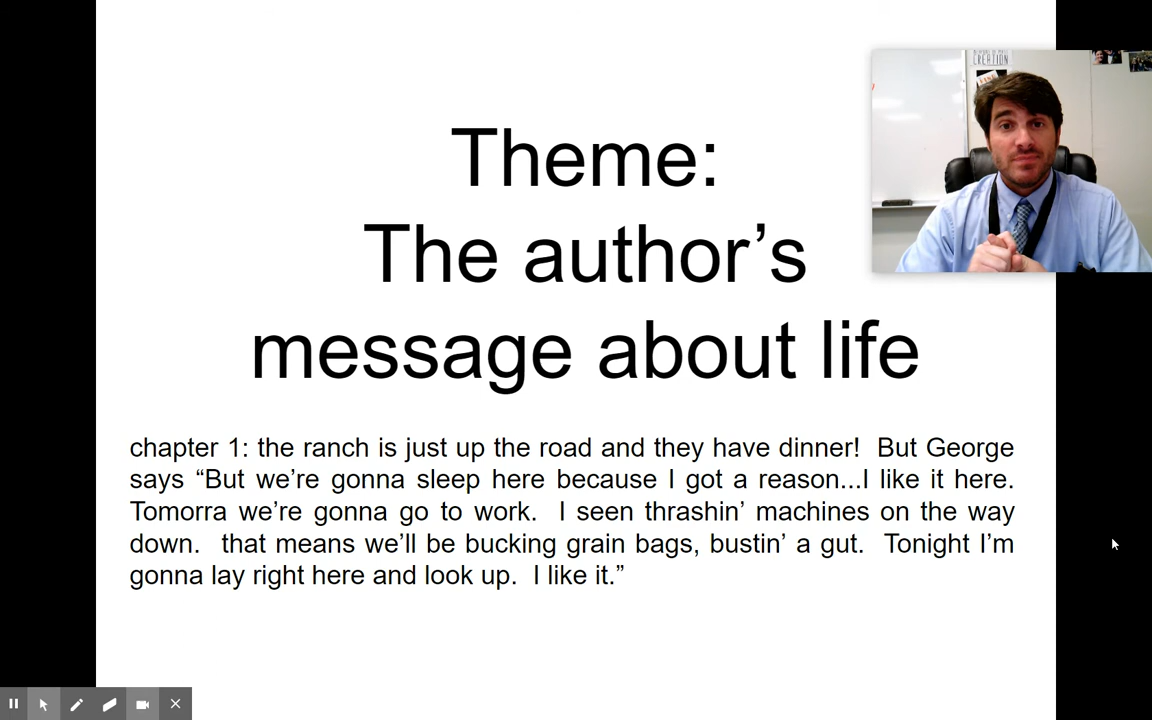 CREATION
Theme:
The author’s
message about life
chapter 1: the ranch is just up the road and they have dinner!  But George
says “But we’re gonna sleep here because I got a reason...I like it here.
Tomorra we’re gonna go to work.  I seen thrashin’ machines on the way
down.  that means we’ll be bucking grain bags, bustin’ a gut.  Tonight I’m
gonna lay right here and look up.  I like it.”